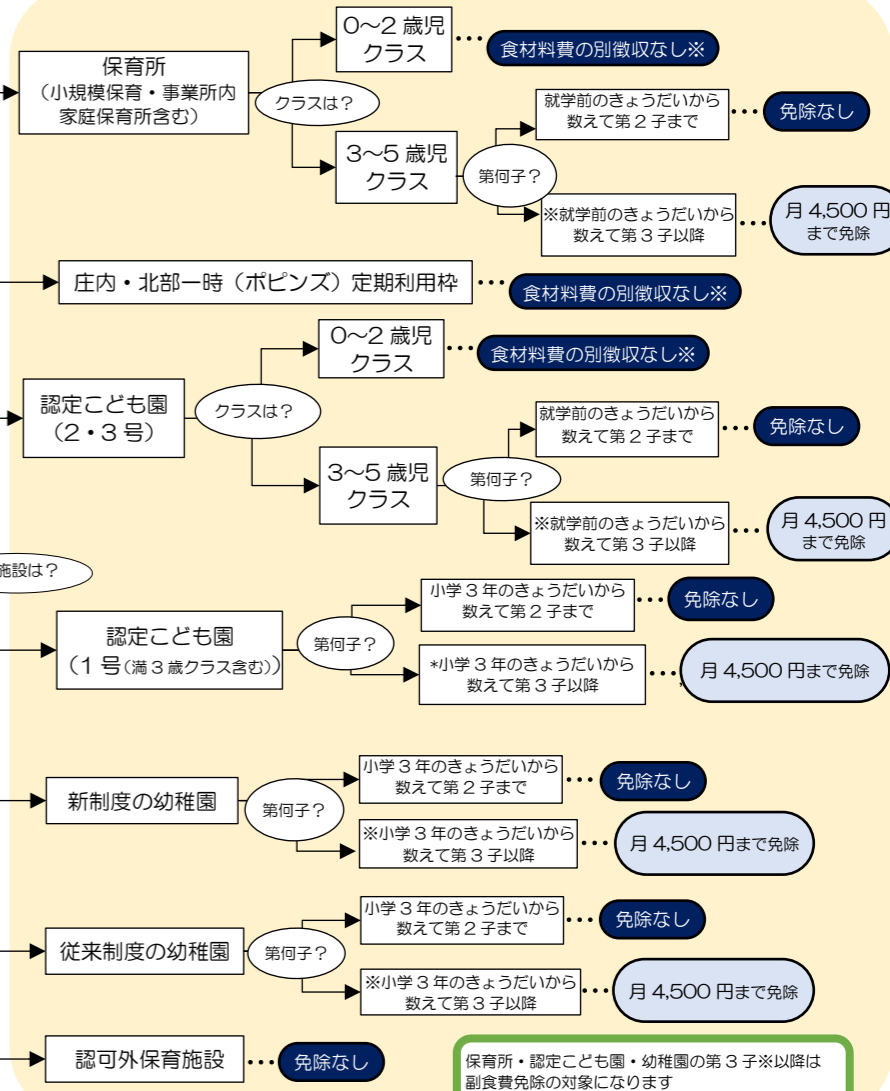 0～2 歳児
クラス
食材料費の別徴収なし※
保育所
（小規模保育・事業所内
家庭保育所含む）
クラスは？
就学前のきょうだいから
数えて第２子まで
免除なし
3～5 歳児
クラス
第何子？
※就学前のきょうだいから
数えて第３子以降
月 4,500 円
まで免除
庄内・北部一時（ポピンズ）定期利用枠
食材料費の別徴収なし※
0～2 歳児
クラス
食材料費の別徴収なし※
認定こども園
（2・3 号）
クラスは？
就学前のきょうだいから
数えて第２子まで
免除なし
3～5 歳児
クラス
第何子？
※就学前のきょうだいから
数えて第３子以降
月 4,500 円
まで免除
施設は？
小学３年のきょうだいから
数えて第２子まで
免除なし
認定こども園
（1 号(満３歳クラス含む)）
第何子？
*小学３年のきょうだいから
数えて第３子以降
月 4,500 円まで免除
小学３年のきょうだいから
数えて第２子まで
免除なし
新制度の幼稚園
第何子？
※小学３年のきょうだいから
数えて第３子以降
月 4,500 円まで免除
小学３年のきょうだいから
数えて第２子まで
免除なし
従来制度の幼稚園
第何子？
※小学３年のきょうだいから
数えて第３子以降
月 4,500 円まで免除
認可外保育施設
免除なし
保育所・認定こども園・幼稚園の第３子※以降は
副食費免除の対象になります